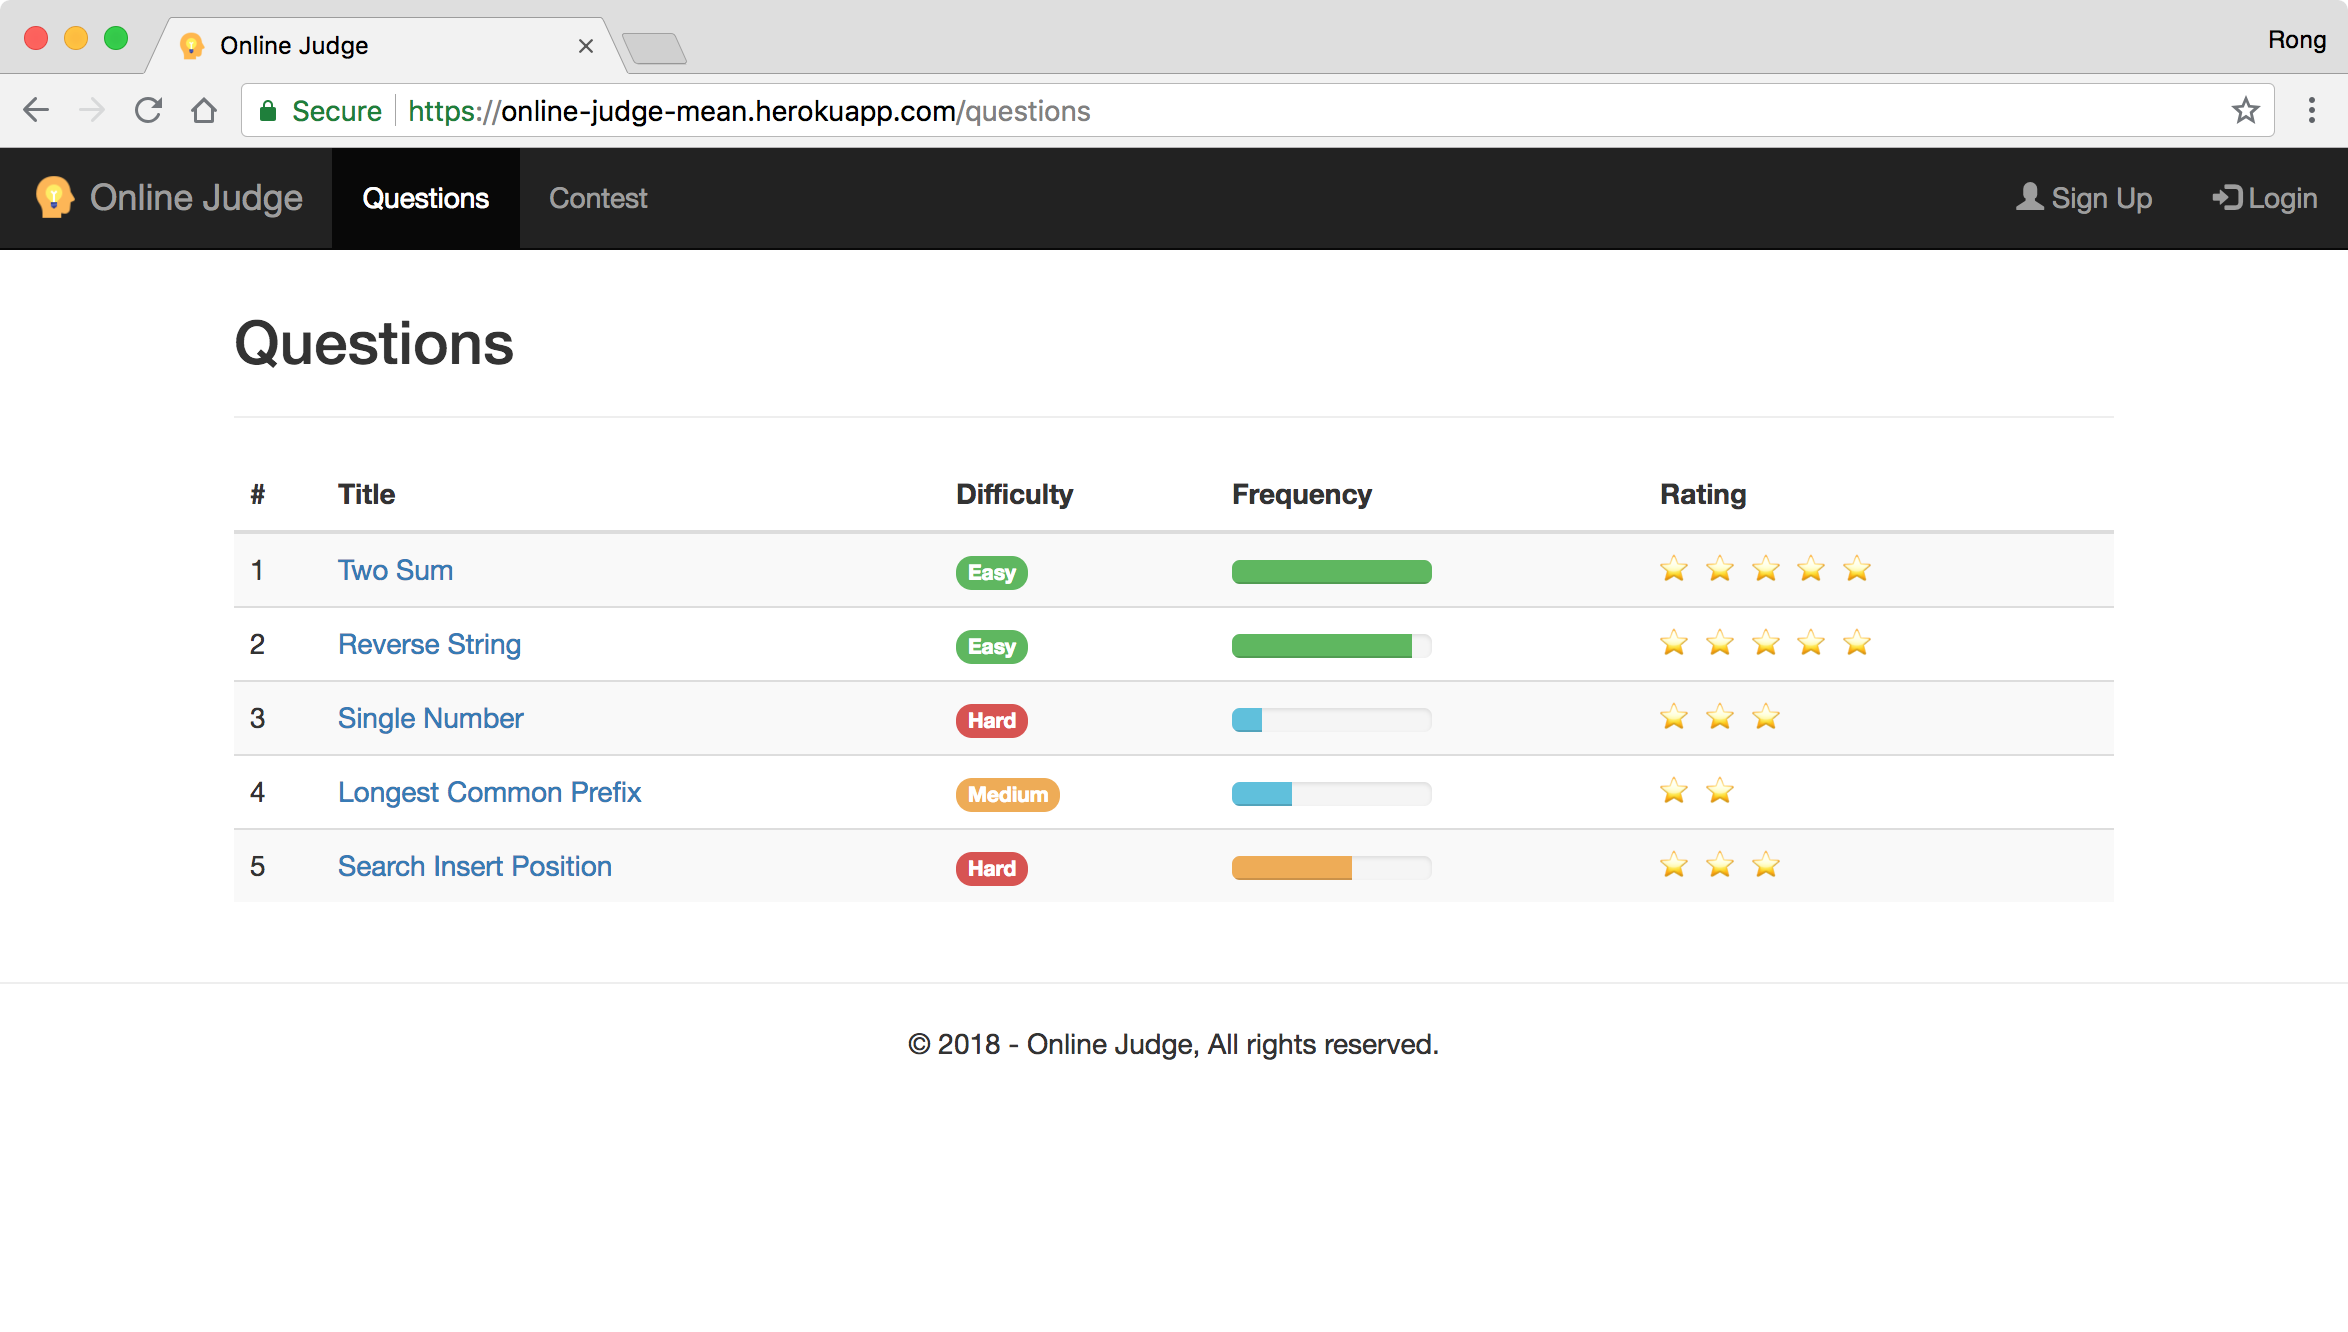 Online Judge
Rong
Secure https://online-judge-mean.herokuapp.com/questions
Online Judge Questions Contest Sign Up Login
Questions
# Title Difficulty Frequency Rating
1 Two Sum Easy
2 Reverse String Easy
3 Single Number Hard
4 Longest Common Prefix Medium
5 Search Insert Position Hard
© 2018 - Online Judge, All rights reserved.